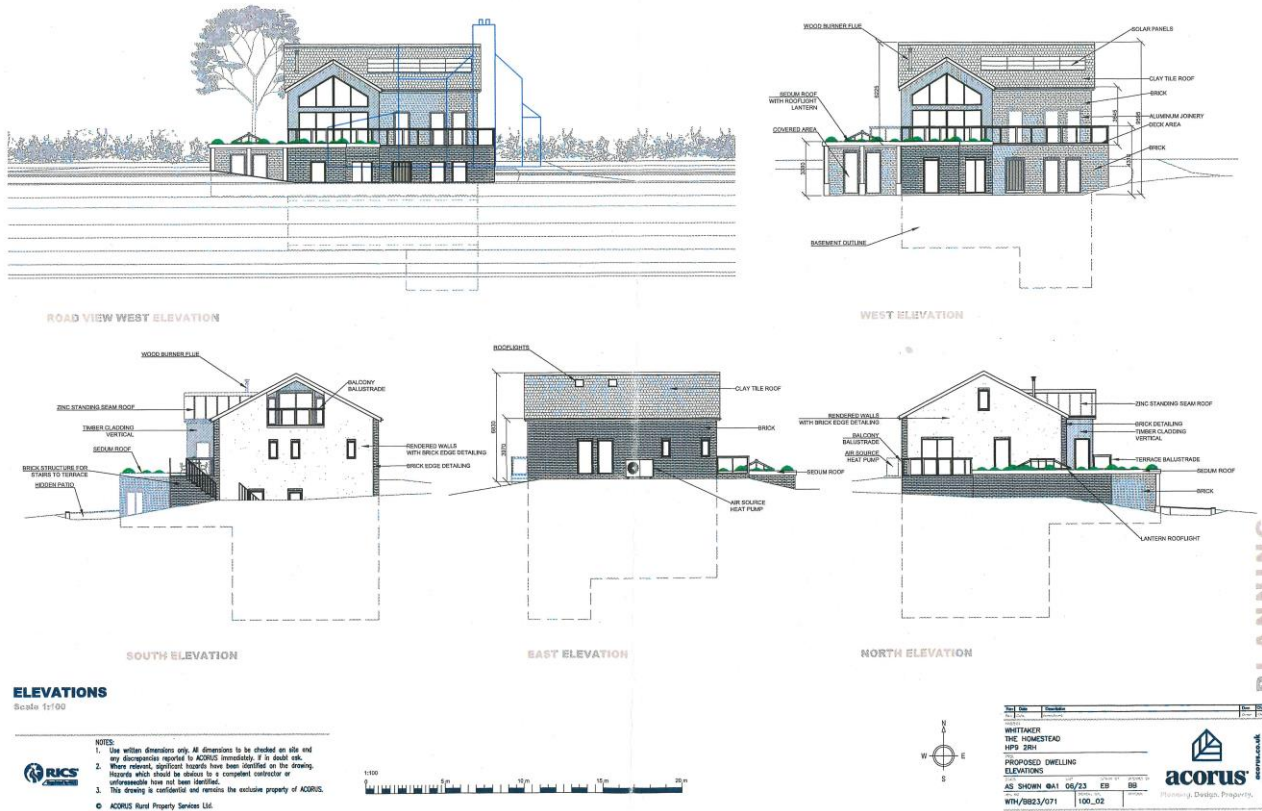 WOOD BURNER FLUE
SOLAR PANELS
CLAY TILE ROOF
SEDUM ROOF
WITH ROOFLIGHT
LANTERN
BRICK
ALUMINUM JOINERY
DECK AREA
COVERED AREA
BRICK
BASEMENT OUTLINE
ROAD VIEW WEST ELEVATION
WEST ELEVATION
WOOD BURNER FLUE
BALCONY
BALUSTRADE
ZINC STANDING SEAM ROOF
TIMBER CLADDING
VERTICAL
SEDUM ROOF
BRICK STRUCTURE FOR
STAIRS TO TERRACE
HIDDEN PATIO
RENDERED WALLS
WITH BRICK EDGE DETAILING
BRICK EDGE DETAILING
SOUTH ELEVATION
ROOFLIGHTS
CLAY TILE ROOF
BRICK
SEDUM ROOF
AIR SOURCE
HEAT PUMP
EAST ELEVATION
RENDERED WALLS
WITH BRICK EDGE DETAILING
BALCONY
BALUSTRADE
AIR SOURCE
HEAT PUMP
ZINC STANDING SEAM ROOF
BRICK DETAILING
TIMBER CLADDING
VERTICAL
TERRACE BALUSTRADE
SEDUM ROOF
BRICK
LANTERN ROOFLIGHT
NORTH ELEVATION
ELEVATIONS
Scale 1:100
RICS
NOTES:
1. Use written dimensions only. All dimensions to be checked on site and
any discrepancies reported to ACORUS immediately. If in doubt ask.
2. Where relevant, significant hazards have been identified on the drawing.
Hazards which should be obvious to a competent contractor or
unforeseeable have not been identified.
3. This drawing is confidential and remains the exclusive property of ACORUS.
© ACORUS Rural Property Services Ltd.
1:100
0 5m 10m 15m 20m
N
W E
S
Rev Date Description
WHITTAKER
THE HOMESTEAD
HP9 2RH
PROPOSED DWELLING
ELEVATIONS
AS SHOWN @A1 06/23 EB BB
WTH/BB23/071 100_02
acorus
Planning, Design, Property.
acorus.co.uk